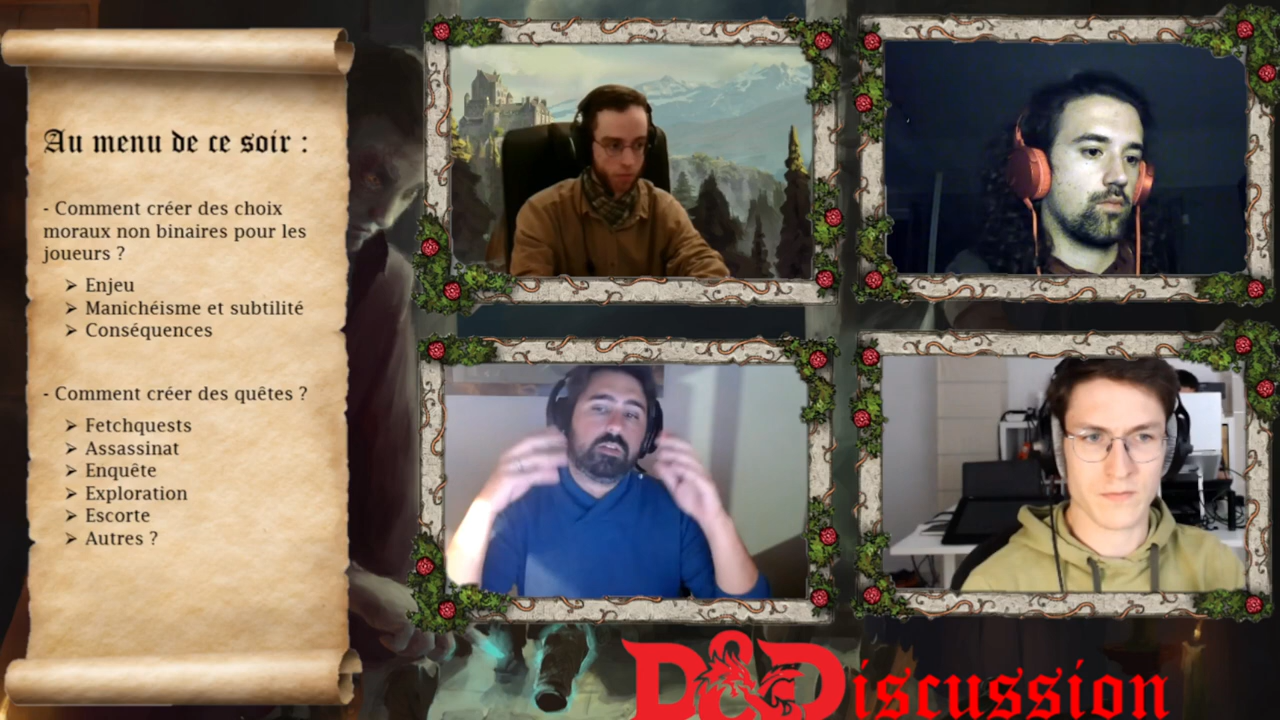 Au menu de ce soir :
- Comment créer des choix
moraux non binaires pour les
joueurs ?
➢ Enjeu
➢ Manichéisme et subtilité
➢ Conséquences
- Comment créer des quêtes ?
➢ Fetchquests
➢ Assassinat
➢ Enquête
➢ Exploration
➢ Escorte
➢ Autres ?
D&Discussion